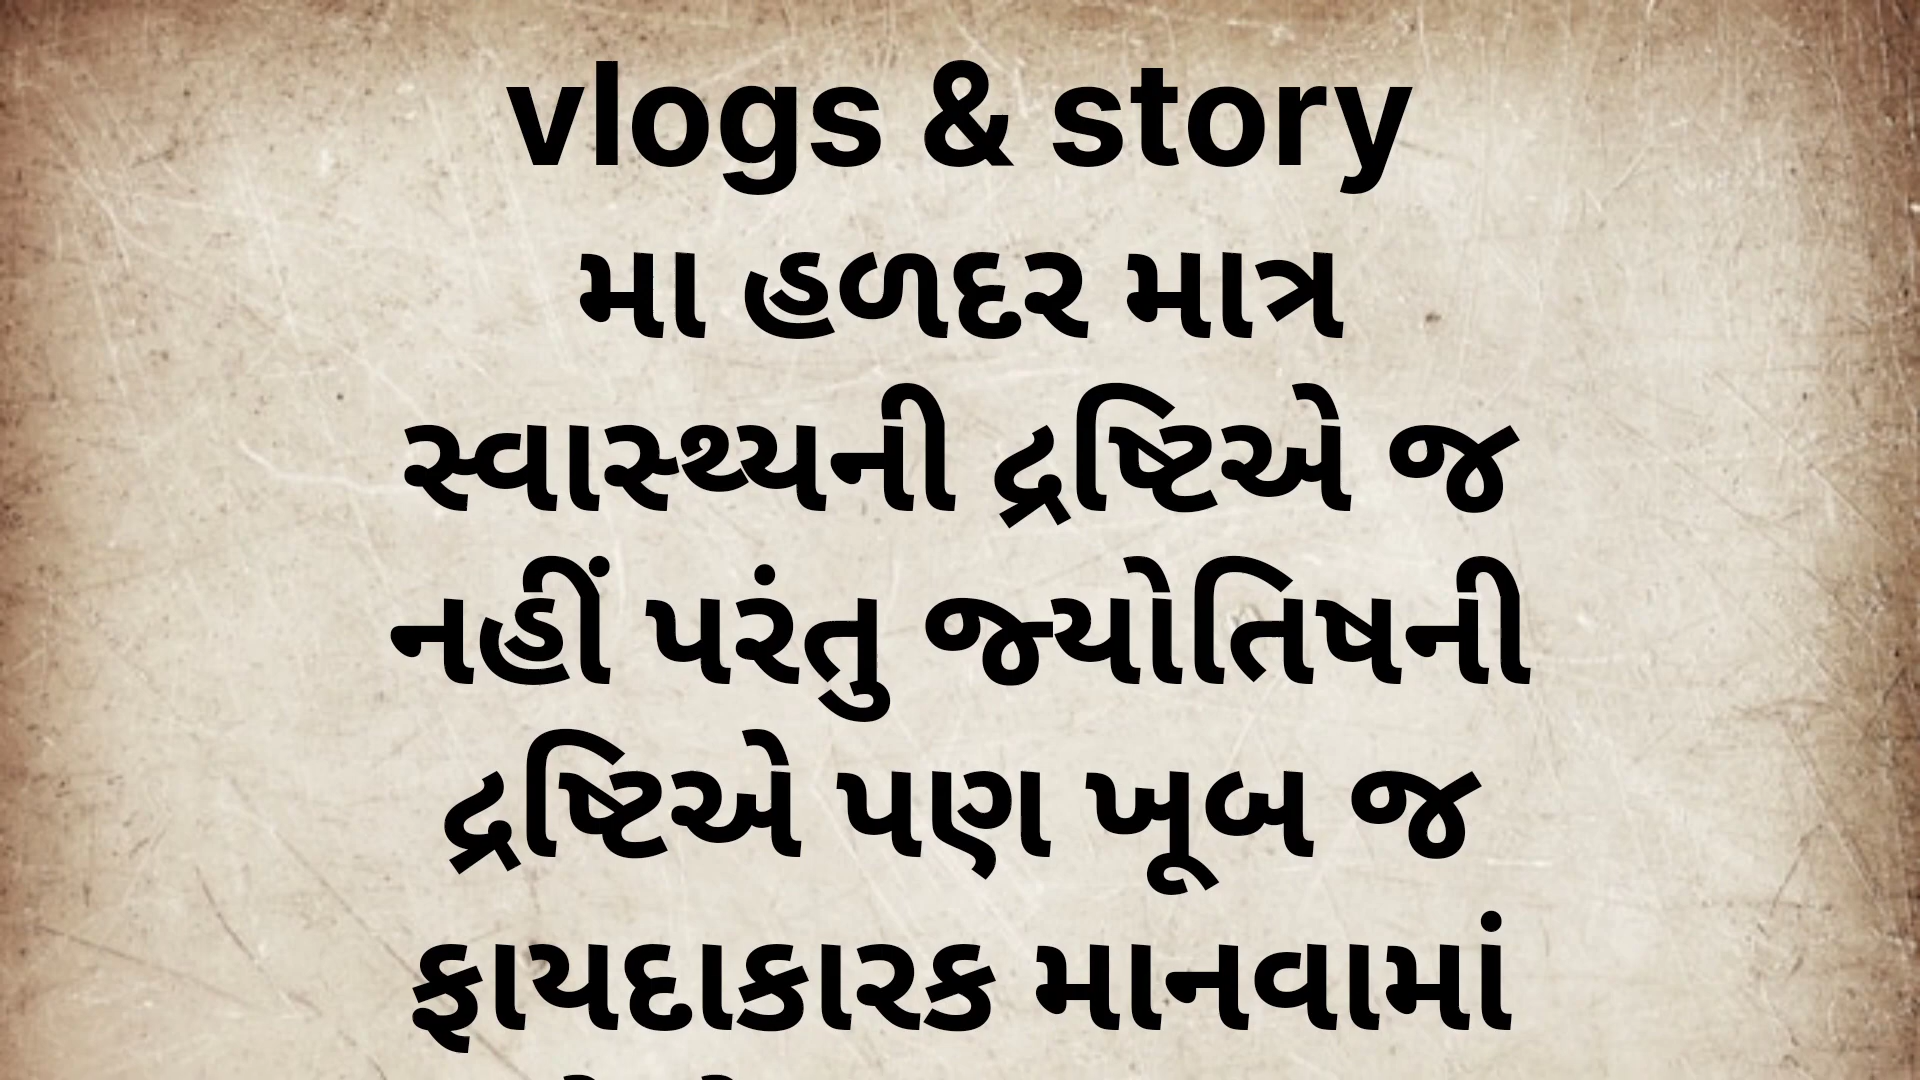 vlogs & story
મા હળદર માત્ર
સ્વાસ્થ્યની દ્રષ્ટિએ જ
નહીં પરંતુ જ્યોતિષની
દ્રષ્ટિએ પણ ખૂબ જ
ફાયદાકારક માનવામાં